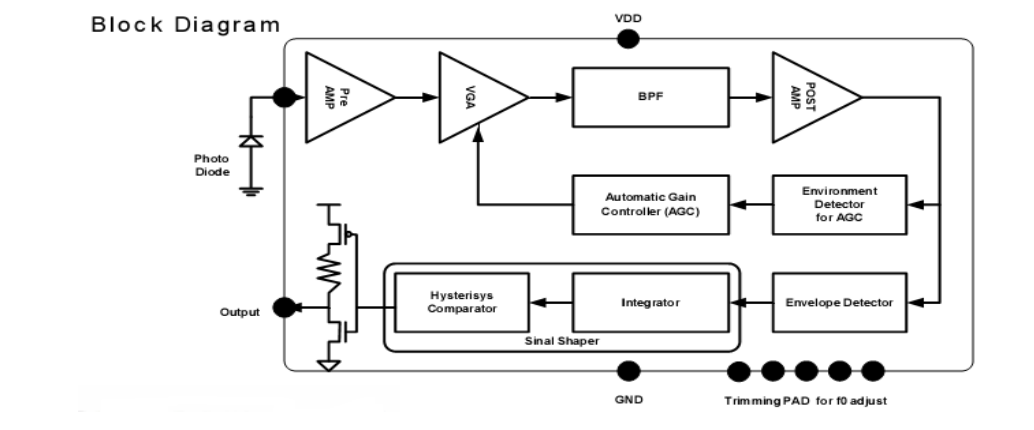 Block Diagram
VDD
Pre
AMP
VGA
BPF
POST
AMP
Photo
Diode
Automatic Gain
Controller (AGC)
Environment
Detector
for AGC
Output
Hysterisys
Comparator
Integrator
Envelope Detector
Sinal Shaper
GND
Trimming PAD for f0 adjust